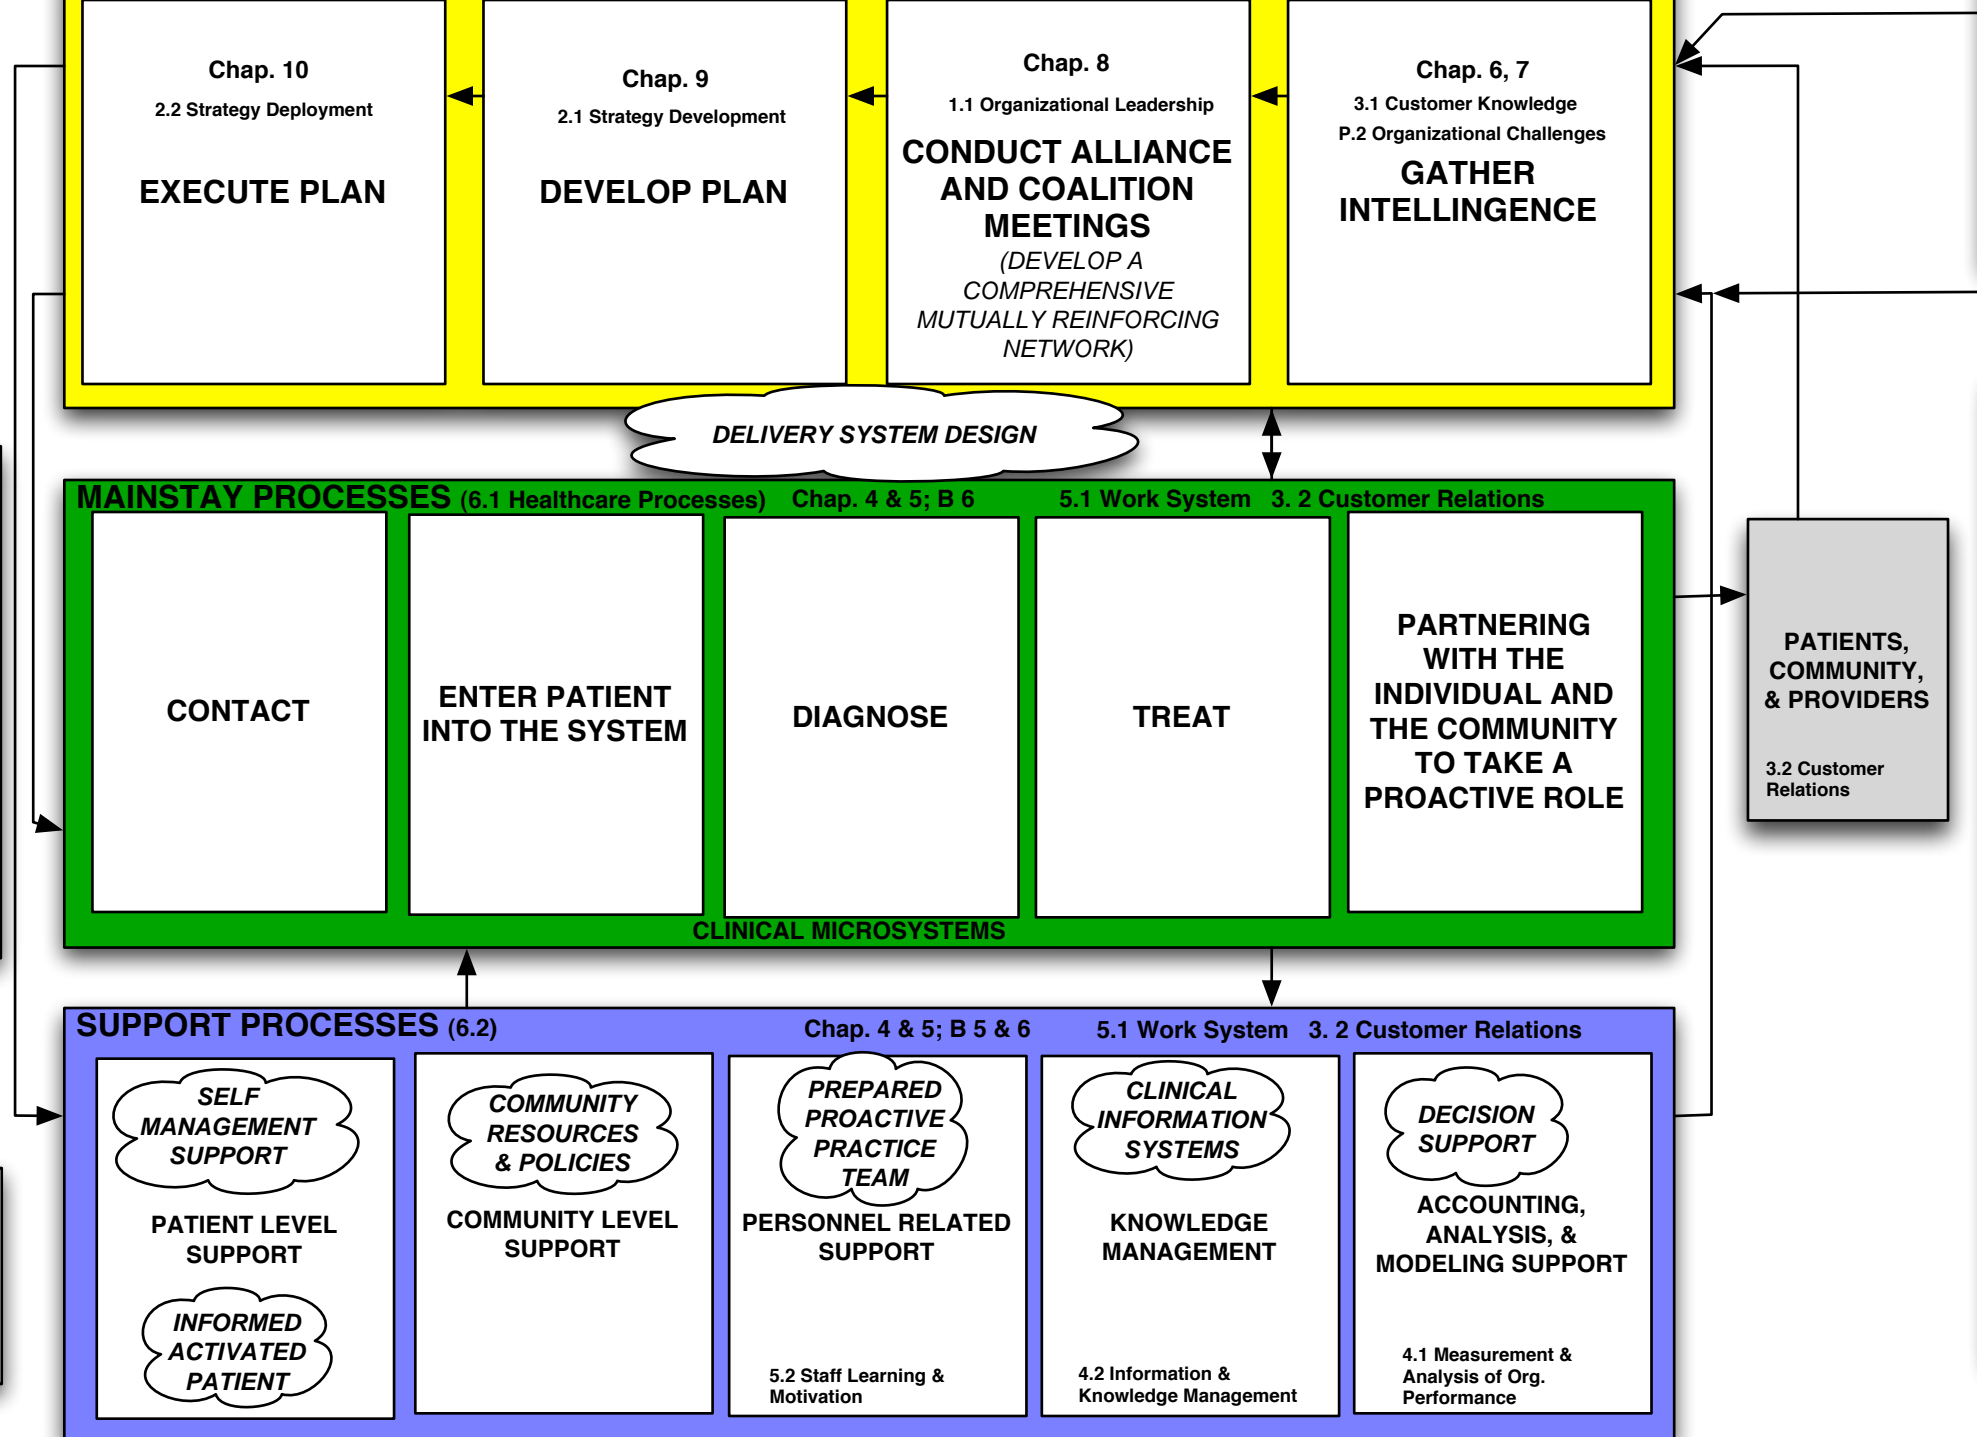 Chap. 10
2.2 Strategy Deployment
EXECUTE PLAN
Chap. 9
2.1 Strategy Development
DEVELOP PLAN
Chap. 8
1.1 Organizational Leadership
CONDUCT ALLIANCE
AND COALITION
MEETINGS
(DEVELOP A
COMPREHENSIVE
MUTUALLY REINFORCING
NETWORK)
Chap. 6, 7
3.1 Customer Knowledge
P.2 Organizational Challenges
GATHER
INTELLINGENCE
DELIVERY SYSTEM DESIGN
MAINSTAY PROCESSES (6.1 Healthcare Processes) Chap. 4 & 5; B 6 5.1 Work System 3. 2 Customer Relations
CONTACT
ENTER PATIENT
INTO THE SYSTEM
DIAGNOSE
TREAT
PARTNERING
WITH THE
INDIVIDUAL AND
THE COMMUNITY
TO TAKE A
PROACTIVE ROLE
CLINICAL MICROSYSTEMS
PATIENTS,
COMMUNITY,
& PROVIDERS
3.2 Customer
Relations
SUPPORT PROCESSES (6.2) Chap. 4 & 5; B 5 & 6 5.1 Work System 3. 2 Customer Relations
SELF
MANAGEMENT
SUPPORT
PATIENT LEVEL
SUPPORT
INFORMED
ACTIVATED
PATIENT
COMMUNITY
RESOURCES
& POLICIES
COMMUNITY LEVEL
SUPPORT
PREPARED
PROACTIVE
PRACTICE
TEAM
PERSONNEL RELATED
SUPPORT
5.2 Staff Learning &
Motivation
CLINICAL
INFORMATION
SYSTEMS
KNOWLEDGE
MANAGEMENT
4.2 Information &
Knowledge Management
DECISION
SUPPORT
ACCOUNTING,
ANALYSIS, &
MODELING SUPPORT
4.1 Measurement &
Analysis of Org.
Performance